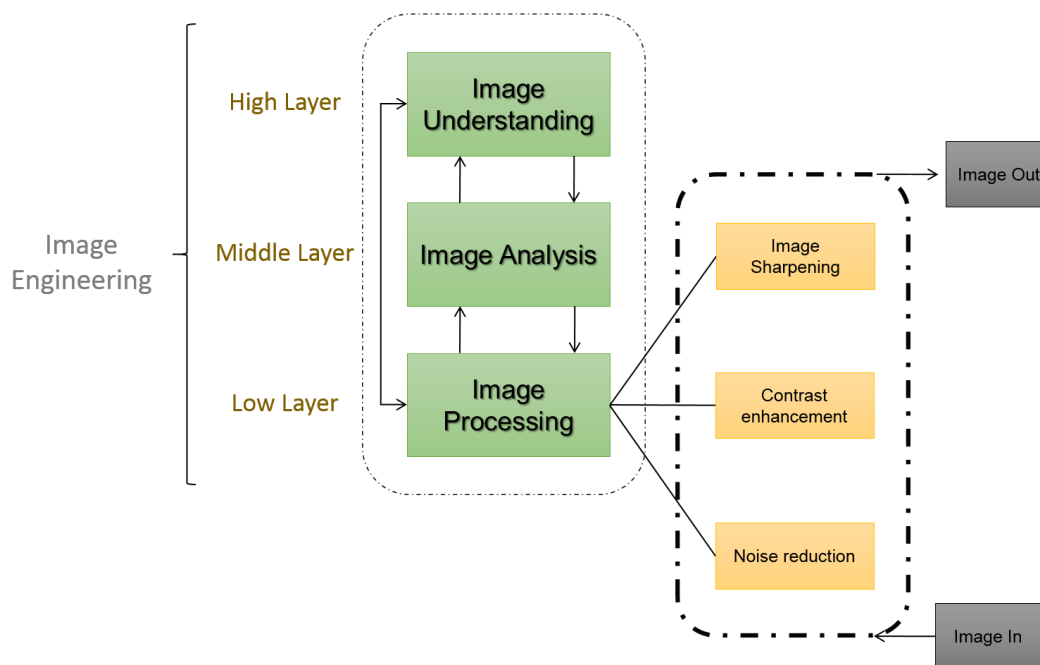 Image
Engineering
High Layer
Middle Layer
Low Layer
Image
Understanding
Image Analysis
Image
Processing
Image
Sharpening
Contrast
enhancement
Noise reduction
Image Out
Image In